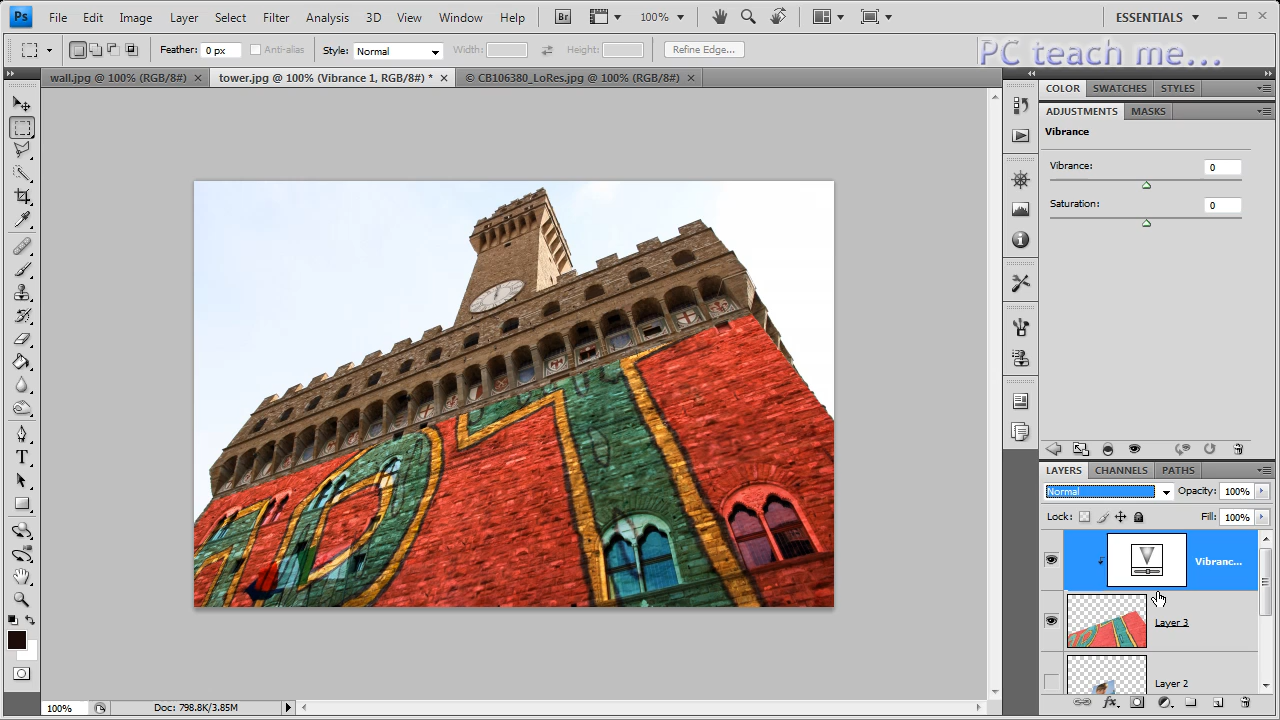 Ps File Edit Image Layer Select Filter Analysis 3D View Window Help Br 100% ESSENTIALS
Feather: 0 px Anti-alias Style: Normal Width: Height: Refine Edge... PC teach me...
wall.jpg @ 100% (RGB/8#) tower.jpg @ 100% (Vibrance 1, RGB/8#) * © CB106380_LoRes.jpg @ 100% (RGB/8#)
COLOR SWATCHES STYLES
ADJUSTMENTS MASKS
Vibrance
Vibrance: 0
Saturation: 0
LAYERS CHANNELS PATHS
Normal Opacity: 100%
Lock: Fill: 100%
Vibranc...
Layer 3
Layer 2
100% Doc: 798.8K/3.85M